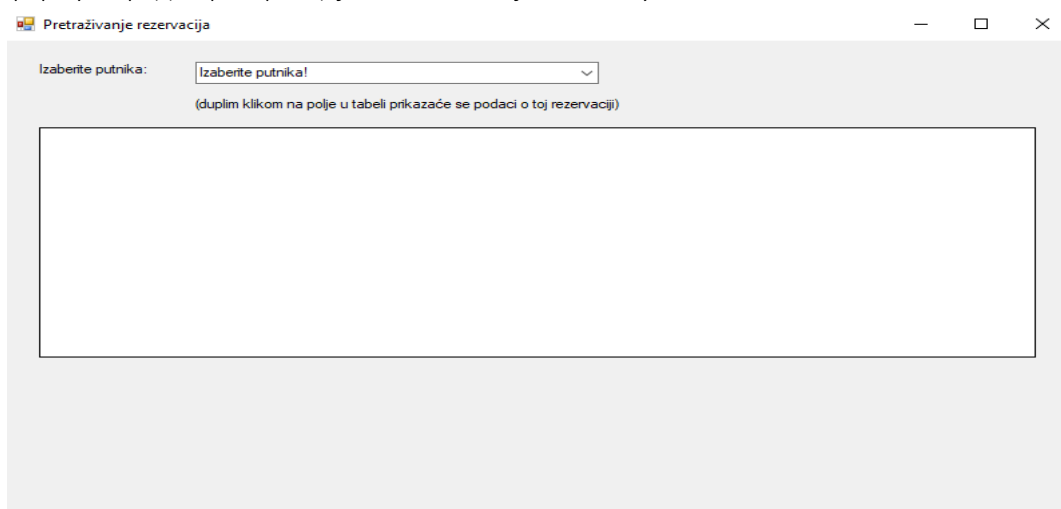 Pretraživanje rezervacija
Izaberite putnika:
Izaberite putnika!
(duplim klikom na polje u tabeli prikazaće se podaci o toj rezervaciji)